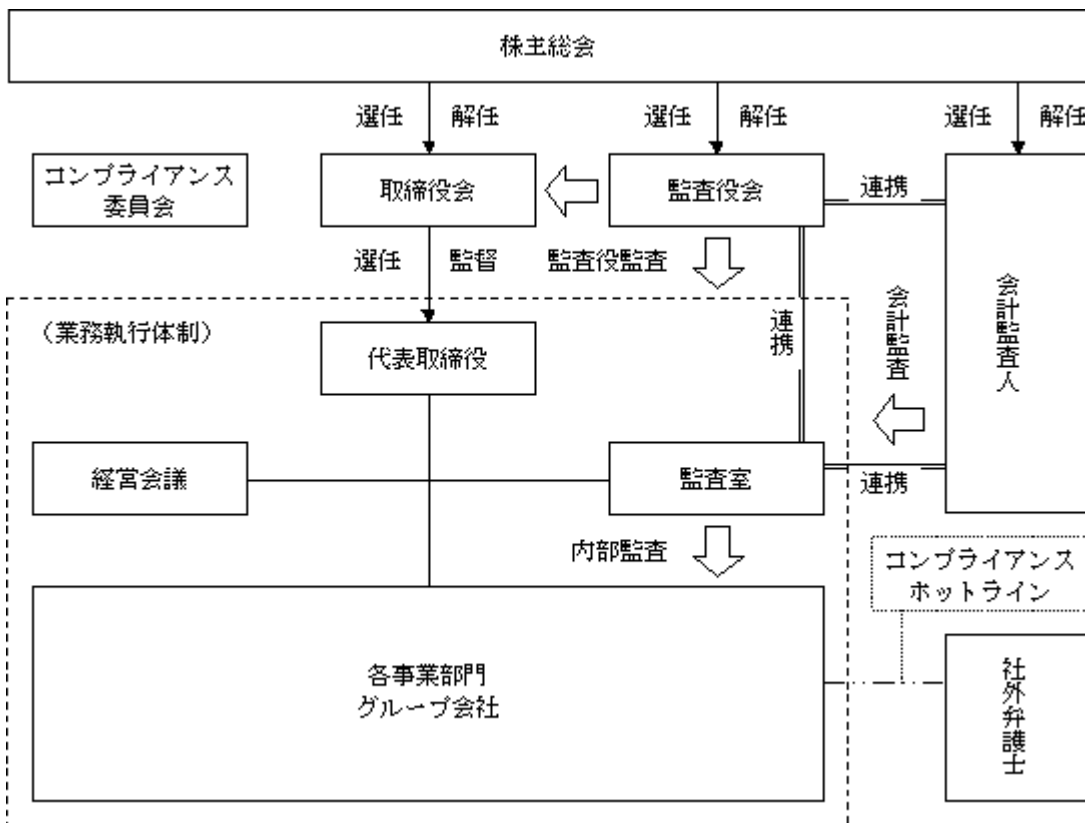 株主総会
選任 解任
選任 解任
選任 解任
コンプライアンス
委員会
取締役会
監査役会
連携
選任 監督
監査役監査
（業務執行体制）
代表取締役
連携
会計監査
会計監査人
経営会議
監査室
連携
内部監査
コンプライアンス
ホットライン
各事業部門
グループ会社
社外弁護士